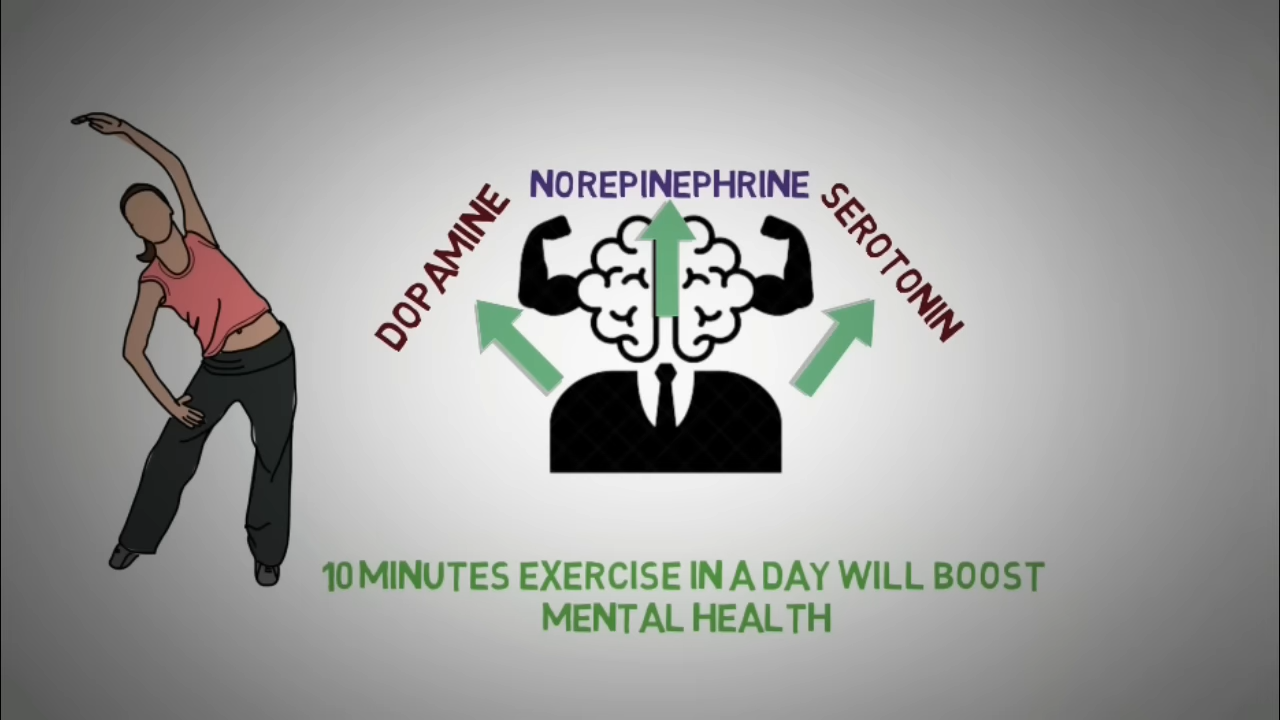 NOREPINEPHRINE
DOPAMINE
SEROTONIN
10 MINUTES EXERCISE IN A DAY WILL BOOST
MENTAL HEALTH